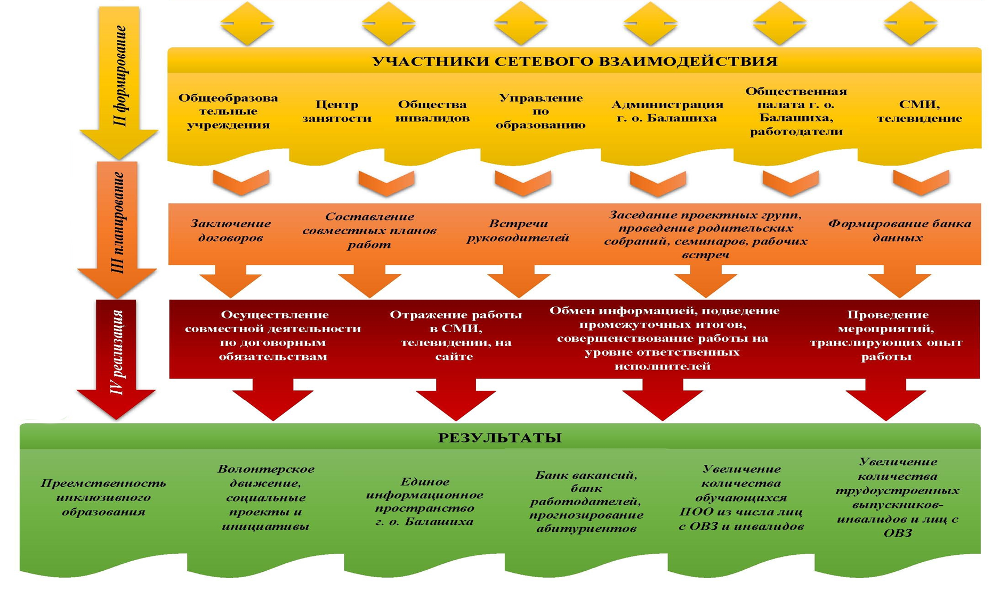 II формирование
УЧАСТНИКИ СЕТЕВОГО ВЗАИМОДЕЙСТВИЯ
Общеобразова
тельные
учреждения
Центр
занятости
Общества
инвалидов
Управление
по
образованию
Администрация
г. о. Балашиха
Общественная
палата г. о.
Балашиха,
работодатели
СМИ,
телевидение
III планирование
Заключение
договоров
Составление
совместных планов
работ
Встречи
руководителей
Заседание проектных групп,
проведение родительских
собраний, семинаров, рабочих
встреч
Формирование банка
данных
IV реализация
Осуществление
совместной деятельности
по договорным
обязательствам
Отражение работы
в СМИ,
телевидении, на
сайте
Обмен информацией, подведение
промежуточных итогов,
совершенствование работы на
уровне ответственных
исполнителей
Проведение
мероприятий,
транслирующих опыт
работы
РЕЗУЛЬТАТЫ
Преемственность
инклюзивного
образования
Волонтерское
движение,
социальные
проекты и
инициативы
Единое
информационное
пространство
г. о. Балашиха
Банк вакансий,
банк
работодателей,
прогнозирование
абитуриентов
Увеличение
количества
обучающихся
ПОО из числа лиц
с ОВЗ и инвалидов
Увеличение
количества
трудоустроенных
выпускников-
инвалидов и лиц с
ОВЗ